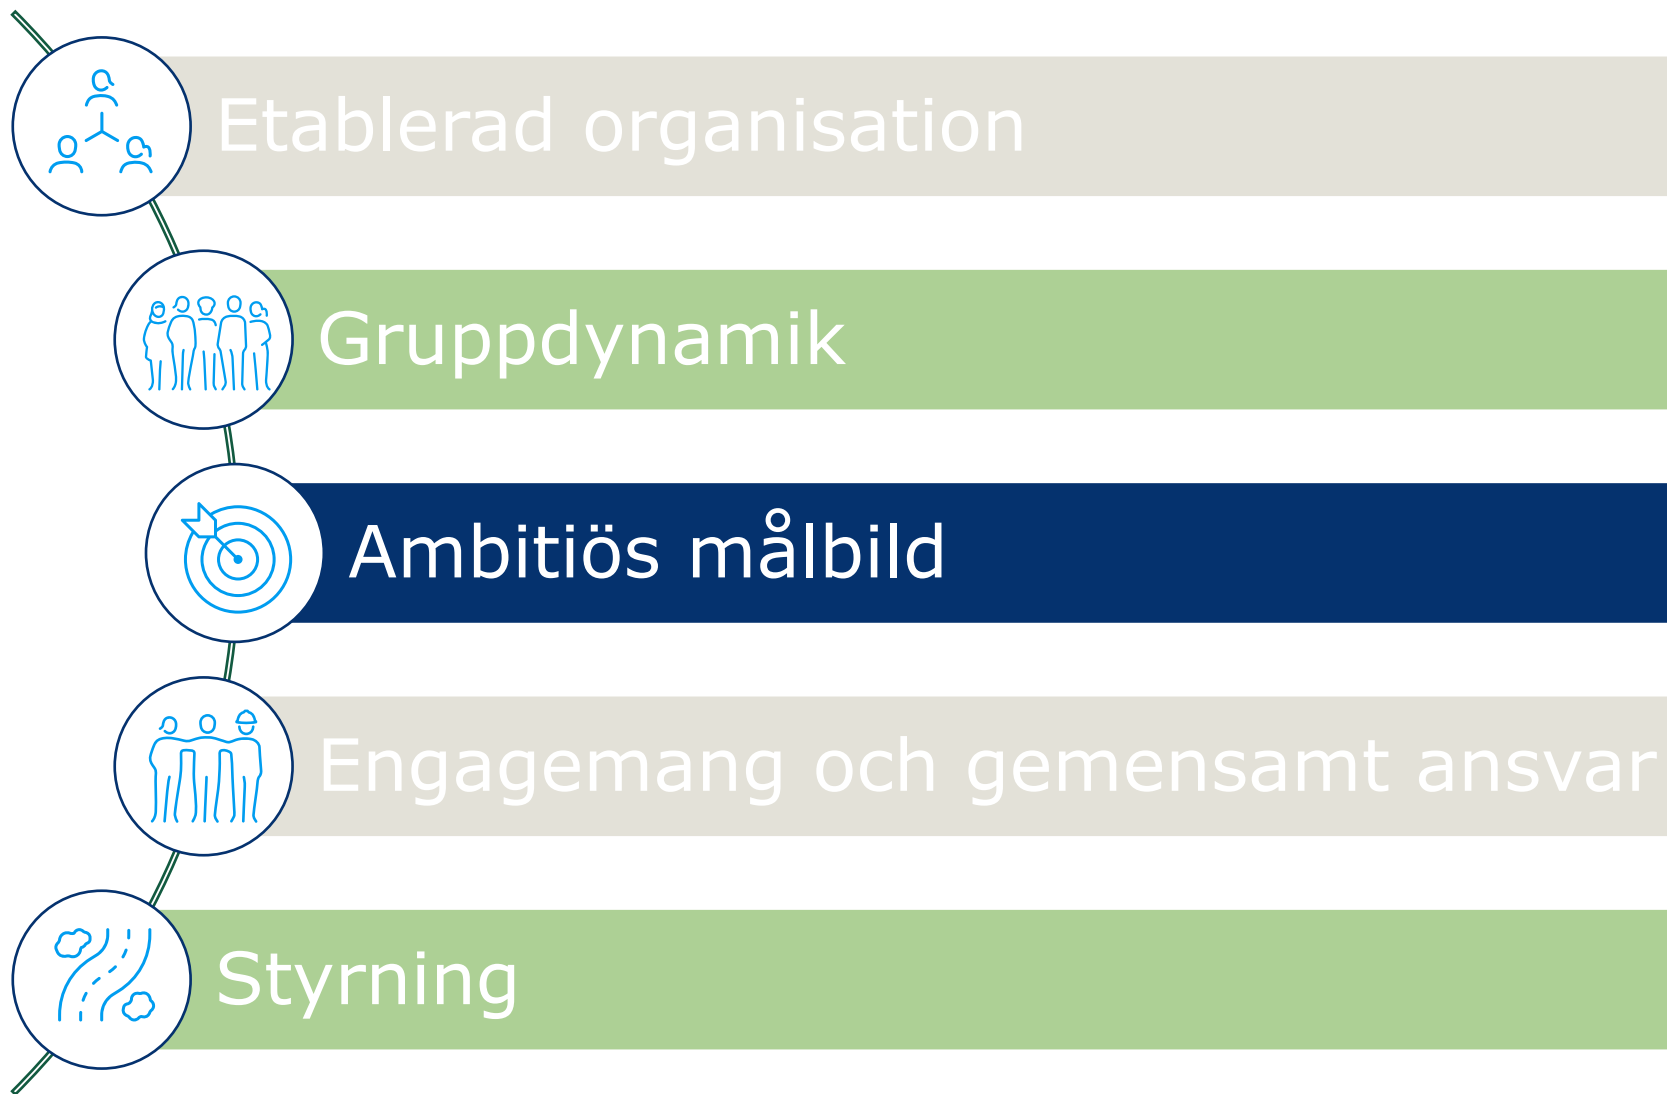 Etablerad organisation
Gruppdynamik
Ambitiös målbild
Engagemang och gemensamt ansvar
Styrning